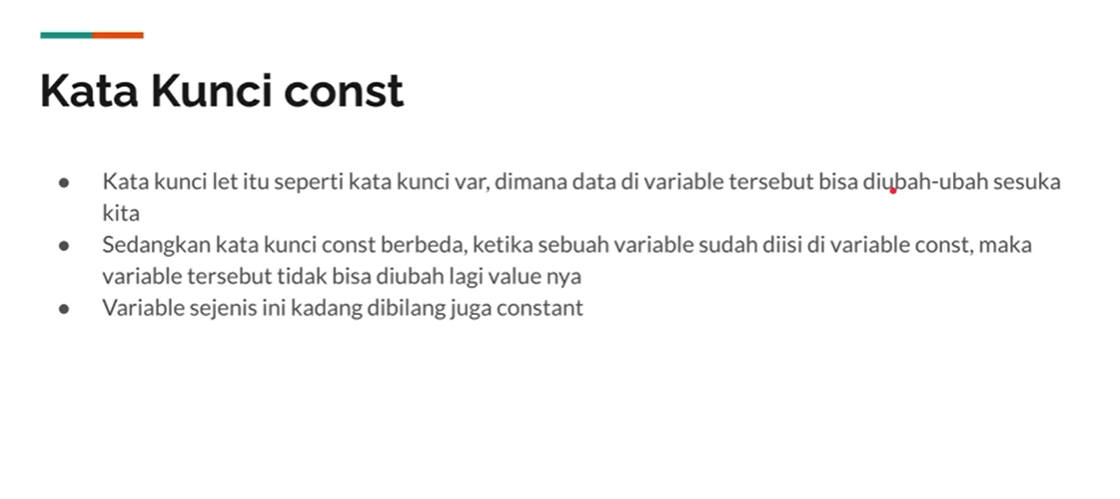 Kata Kunci const
● Kata kunci let itu seperti kata kunci var, dimana data di variable tersebut bisa diubah-ubah sesuka
kita
● Sedangkan kata kunci const berbeda, ketika sebuah variable sudah diisi di variable const, maka
variable tersebut tidak bisa diubah lagi value nya
● Variable sejenis ini kadang dibilang juga constant